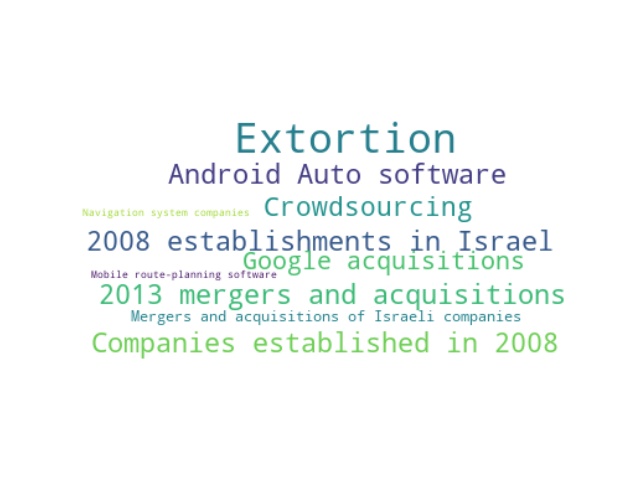 Extortion
Android Auto software
Navigation system companies Crowdsourcing
2008 establishments in Israel
Google acquisitions
Mobile route-planning software
2013 mergers and acquisitions
Mergers and acquisitions of Israeli companies
Companies established in 2008